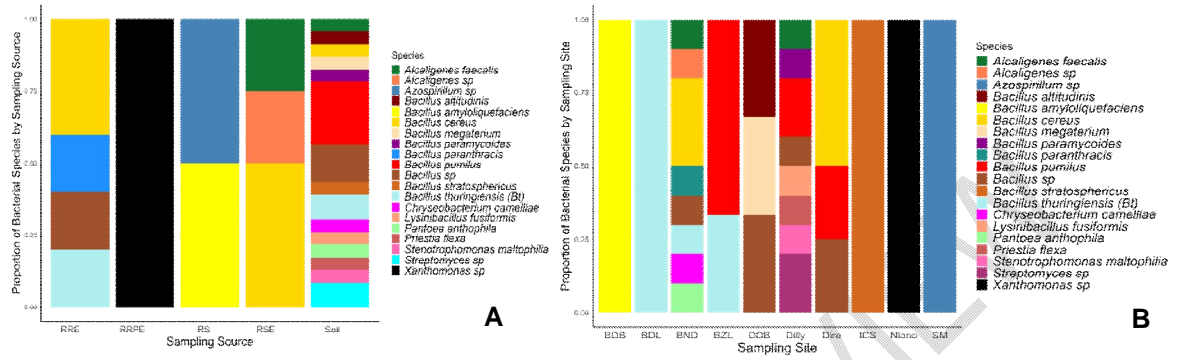 Proportion of Bacterial Species by Sampling Source
1.00
0.75
0.50
0.25
0.00
RRE RRPE RS RSE Soil
Sampling Source
Species
Alcaligenes faecalis
Alcaligenes sp
Azospirillum sp
Bacillus altitudinis
Bacillus amyloliquefaciens
Bacillus cereus
Bacillus megaterium
Bacillus paramycoides
Bacillus paranthracis
Bacillus pumilus
Bacillus sp
Bacillus stratosphericus
Bacillus thuringiensis (Bt)
Chryseobacterium camelliae
Lysinibacillus fusiformis
Pantoea anthophila
Priestia flexa
Stenotrophomonas maltophilia
Streptomyces sp
Xanthomonas sp
A
Proportion of Bacterial Species by Sampling Site
1.00
0.75
0.50
0.25
0.00
BDL BND BZL Dilly Dire ICS Niono SM
Sampling Site
Species
Alcaligenes faecalis
Alcaligenes sp
Azospirillum sp
Bacillus altitudinis
Bacillus amyloliquefaciens
Bacillus cereus
Bacillus megaterium
Bacillus paramycoides
Bacillus paranthracis
Bacillus pumilus
Bacillus sp
Bacillus stratosphericus
Bacillus thuringiensis (Bt)
Chryseobacterium camelliae
Lysinibacillus fusiformis
Pantoea anthophila
Priestia flexa
Stenotrophomonas maltophilia
Streptomyces sp
Xanthomonas sp
B